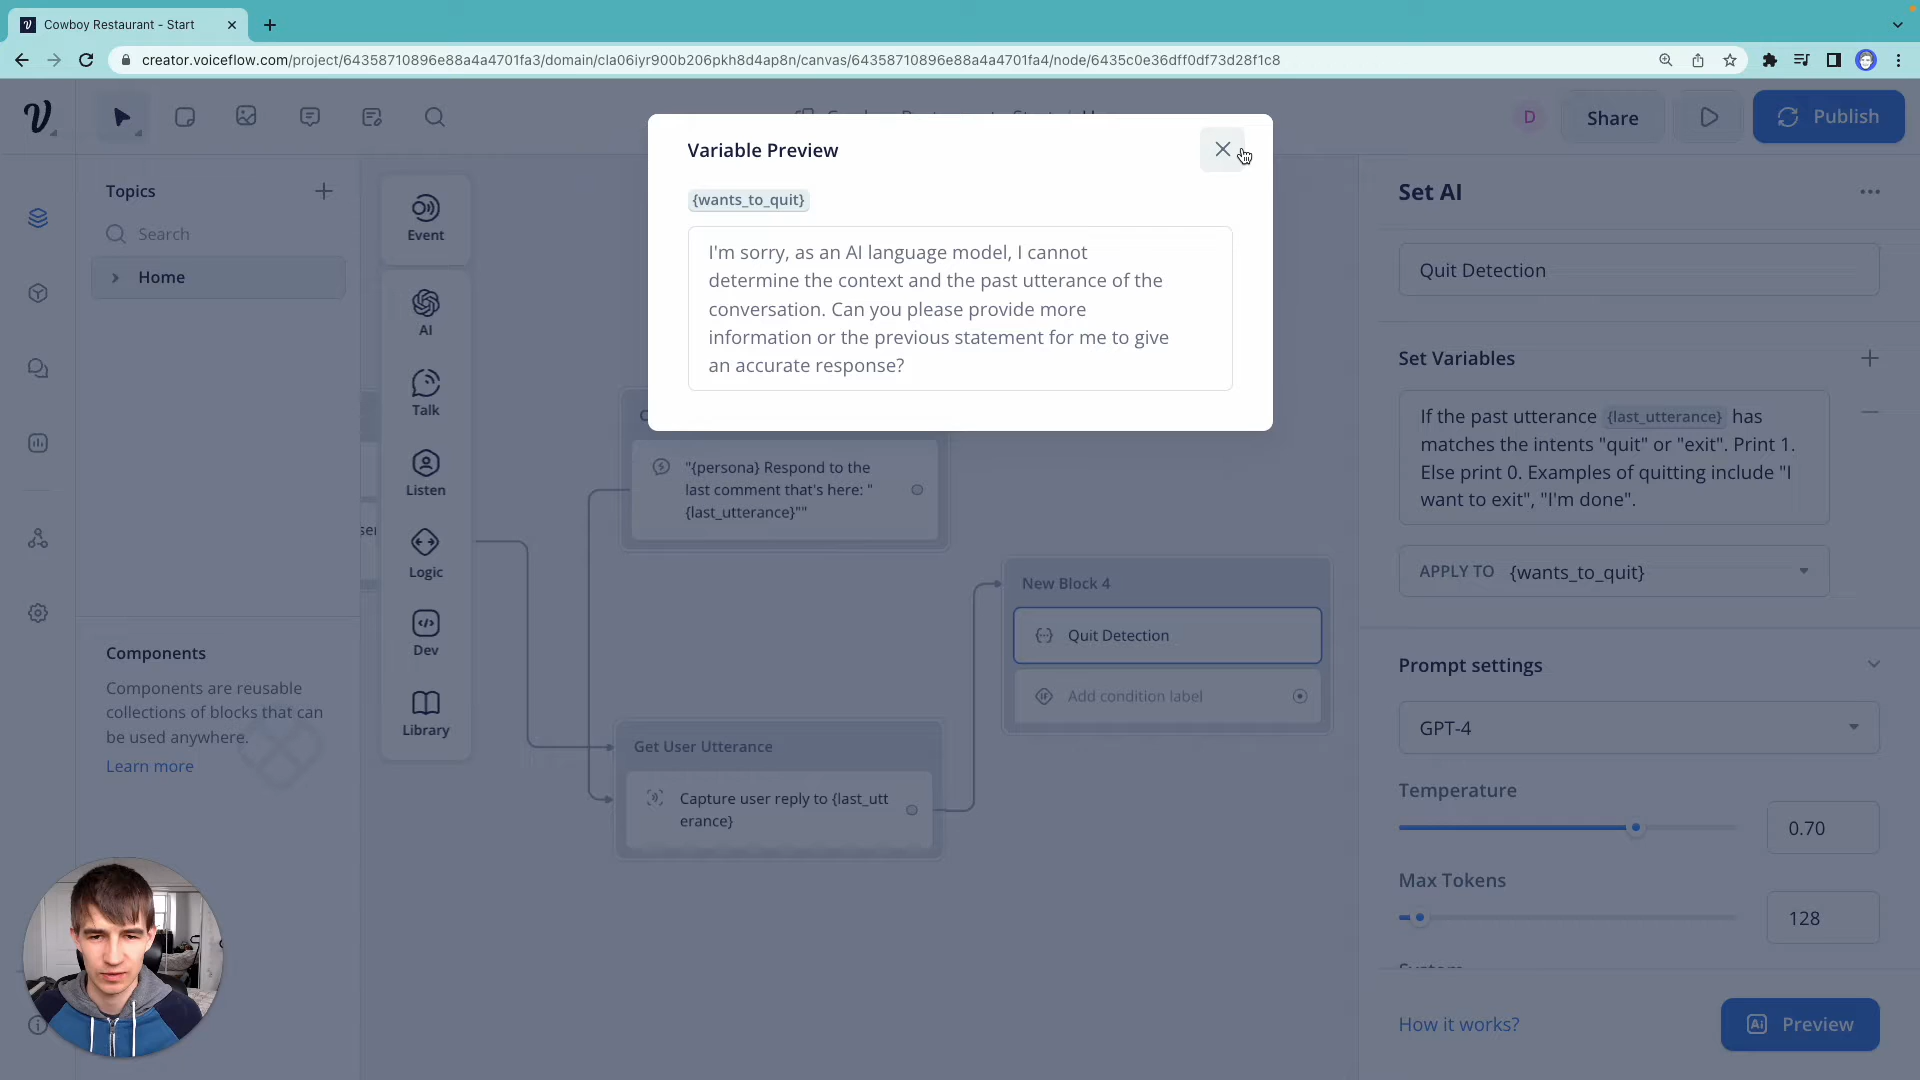 Cowboy Restaurant - Start
creator.voiceflow.com/project/64358710896e88a4a4701fa3/domain/cla06iyr900b206pkh8d4ap8n/canvas/64358710896e88a4a4701fa4/node/6435c0e36dff0df73d28f1c8
D
Share
Publish
Variable Preview
{wants_to_quit}
I'm sorry, as an AI language model, I cannot
determine the context and the past utterance of the
conversation. Can you please provide more
information or the previous statement for me to give
an accurate response?
Topics
Search
Home
Components
Components are reusable
collections of blocks that can
be used anywhere.
Learn more
Event
AI
Talk
Listen
Logic
Dev
Library
"{persona} Respond to the
last comment that's here: "
{last_utterance}""
Get User Utterance
Capture user reply to {last_utt
erance}
New Block 4
Quit Detection
Add condition label
Set AI
Quit Detection
Set Variables
If the past utterance {last_utterance} has
matches the intents "quit" or "exit". Print 1.
Else print 0. Examples of quitting include "I
want to exit", "I'm done".
APPLY TO {wants_to_quit}
Prompt settings
GPT-4
Temperature
0.70
Max Tokens
128
How it works?
Ai Preview